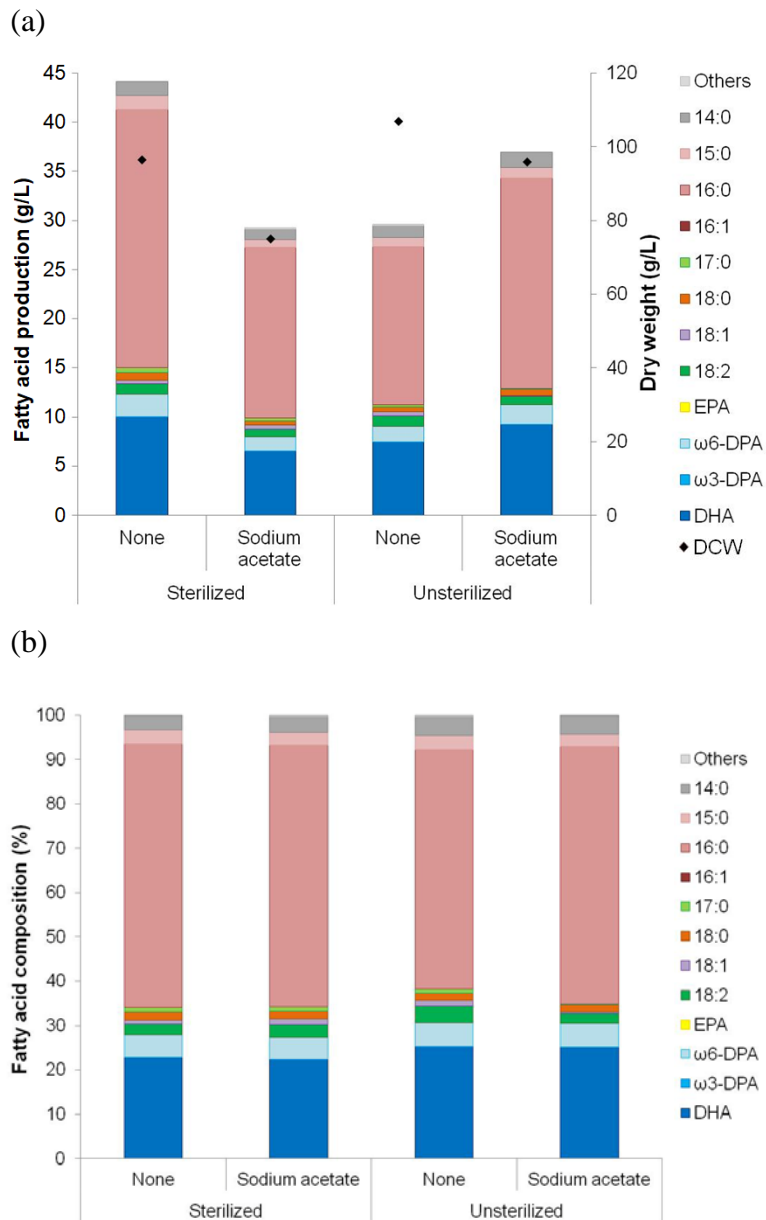 (a)
Fatty acid production (g/L)
45
40
35
30
25
20
15
10
5
0
120
100
80
60
40
20
0
Dry weight (g/L)
None
Sodium
acetate
None
Sodium
acetate
Sterilized
Unsterilized
Others
14:0
15:0
16:0
16:1
17:0
18:0
18:1
18:2
EPA
ω6-DPA
ω3-DPA
DHA
DCW
(b)
Fatty acid composition (%)
100
90
80
70
60
50
40
30
20
10
0
None
Sodium acetate
None
Sodium acetate
Sterilized
Unsterilized
Others
14:0
15:0
16:0
16:1
17:0
18:0
18:1
18:2
EPA
ω6-DPA
ω3-DPA
DHA